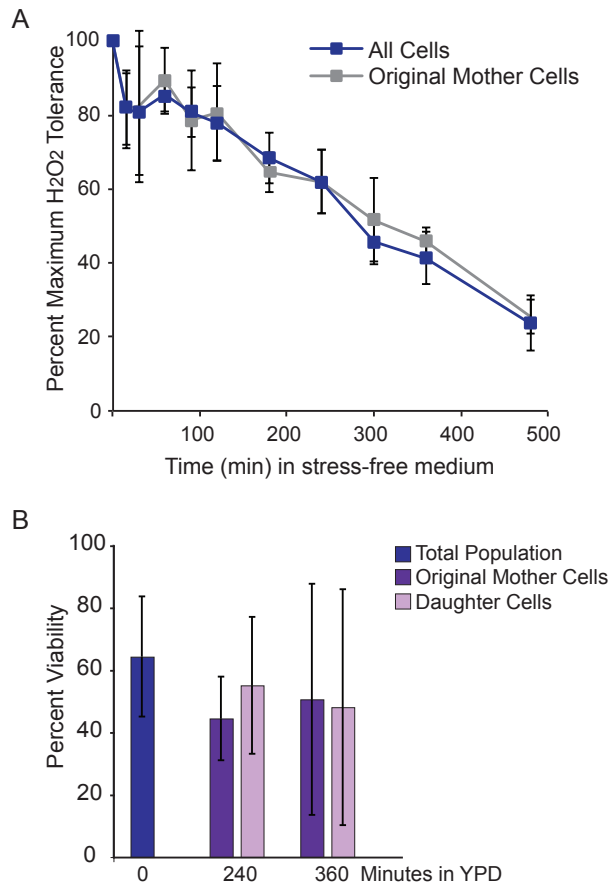 A
All Cells
Original Mother Cells
Percent Maximum H2O2 Tolerance
100
80
60
40
20
0
100 200 300 400 500
Time (min) in stress-free medium
B
Total Population
Original Mother Cells
Daughter Cells
Percent Viability
100
80
60
40
20
0
0 240 360 Minutes in YPD